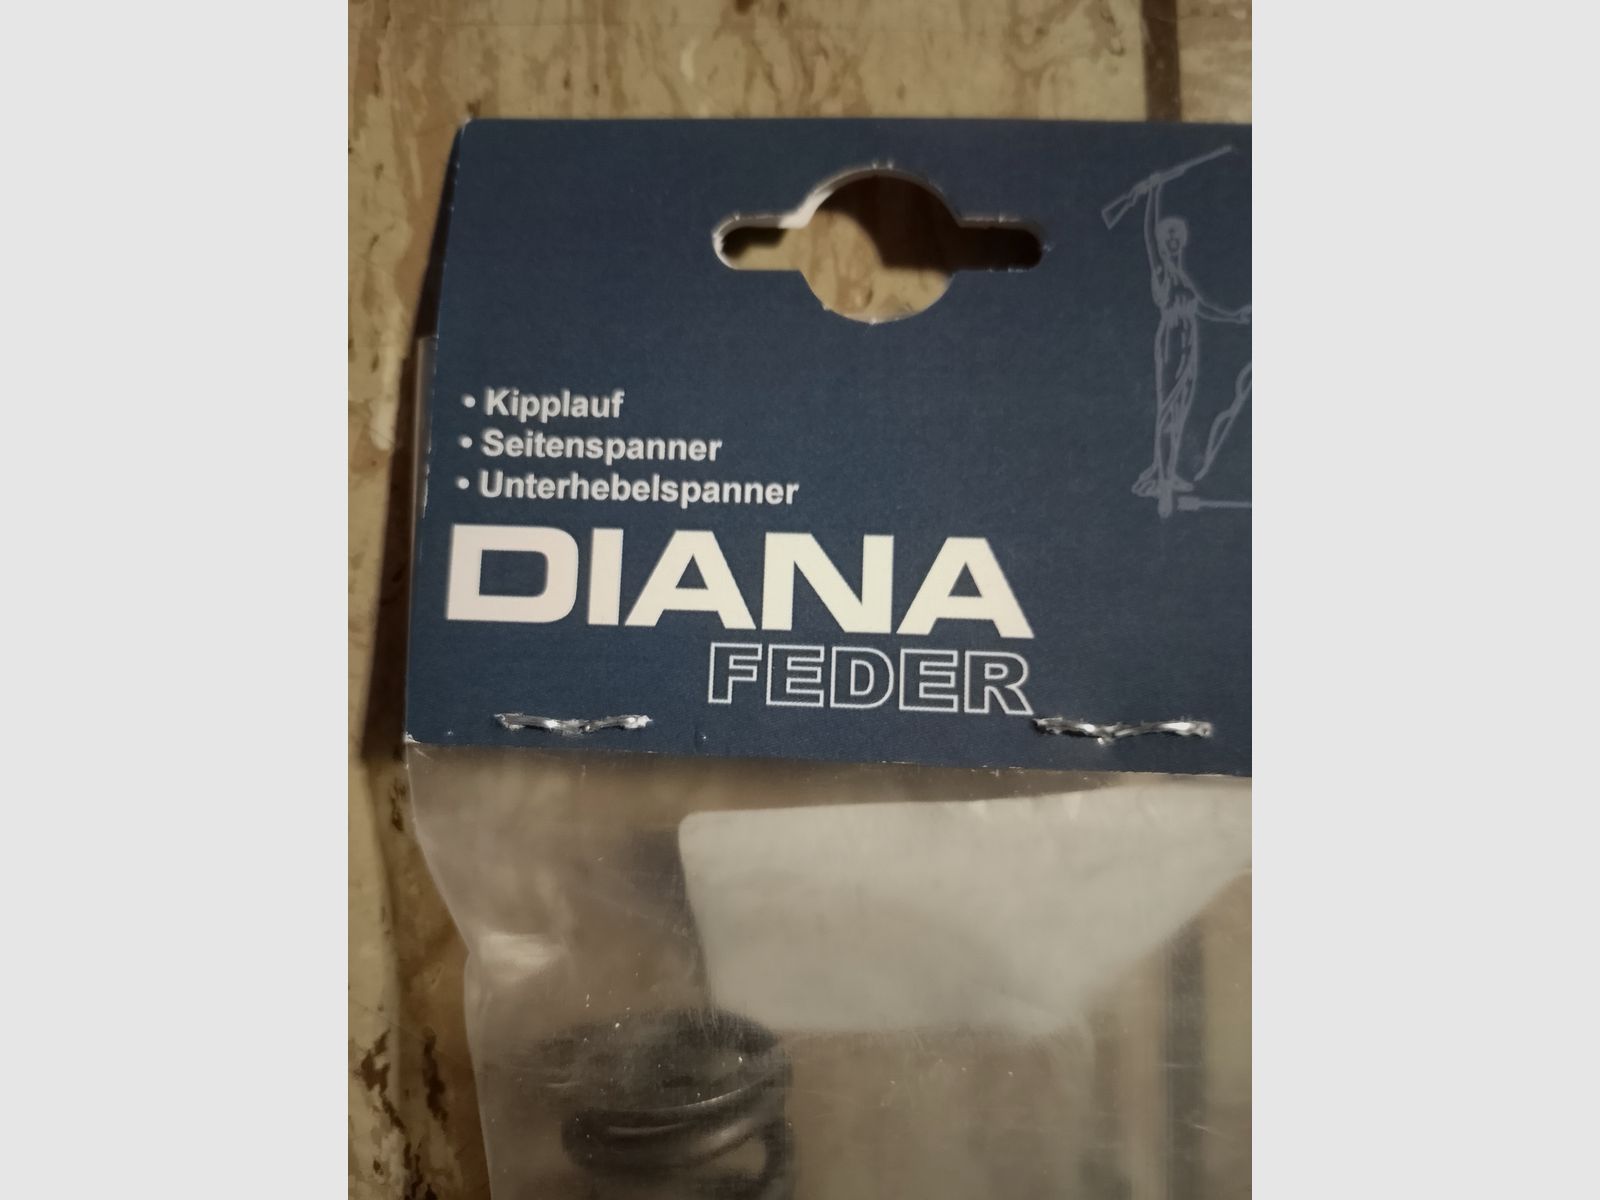 • Kipplauf
• Seitenspanner
• Unterhebelspanner
DIANA
FEDER